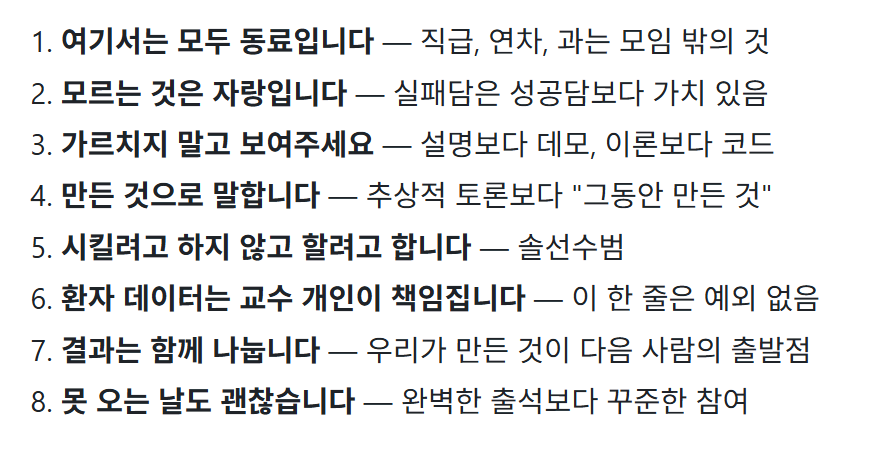 1. 여기서는 모두 동료입니다 — 직급, 연차, 과는 모임 밖의 것
2. 모르는 것은 자랑입니다 — 실패담은 성공담보다 가치 있음
3. 가르치지 말고 보여주세요 — 설명보다 데모, 이론보다 코드
4. 만든 것으로 말합니다 — 추상적 토론보다 "그동안 만든 것"
5. 시킬려고 하지 않고 할려고 합니다 — 솔선수범
6. 환자 데이터는 교수 개인이 책임집니다 — 이 한 줄은 예외 없음
7. 결과는 함께 나눕니다 — 우리가 만든 것이 다음 사람의 출발점
8. 못 오는 날도 괜찮습니다 — 완벽한 출석보다 꾸준한 참여